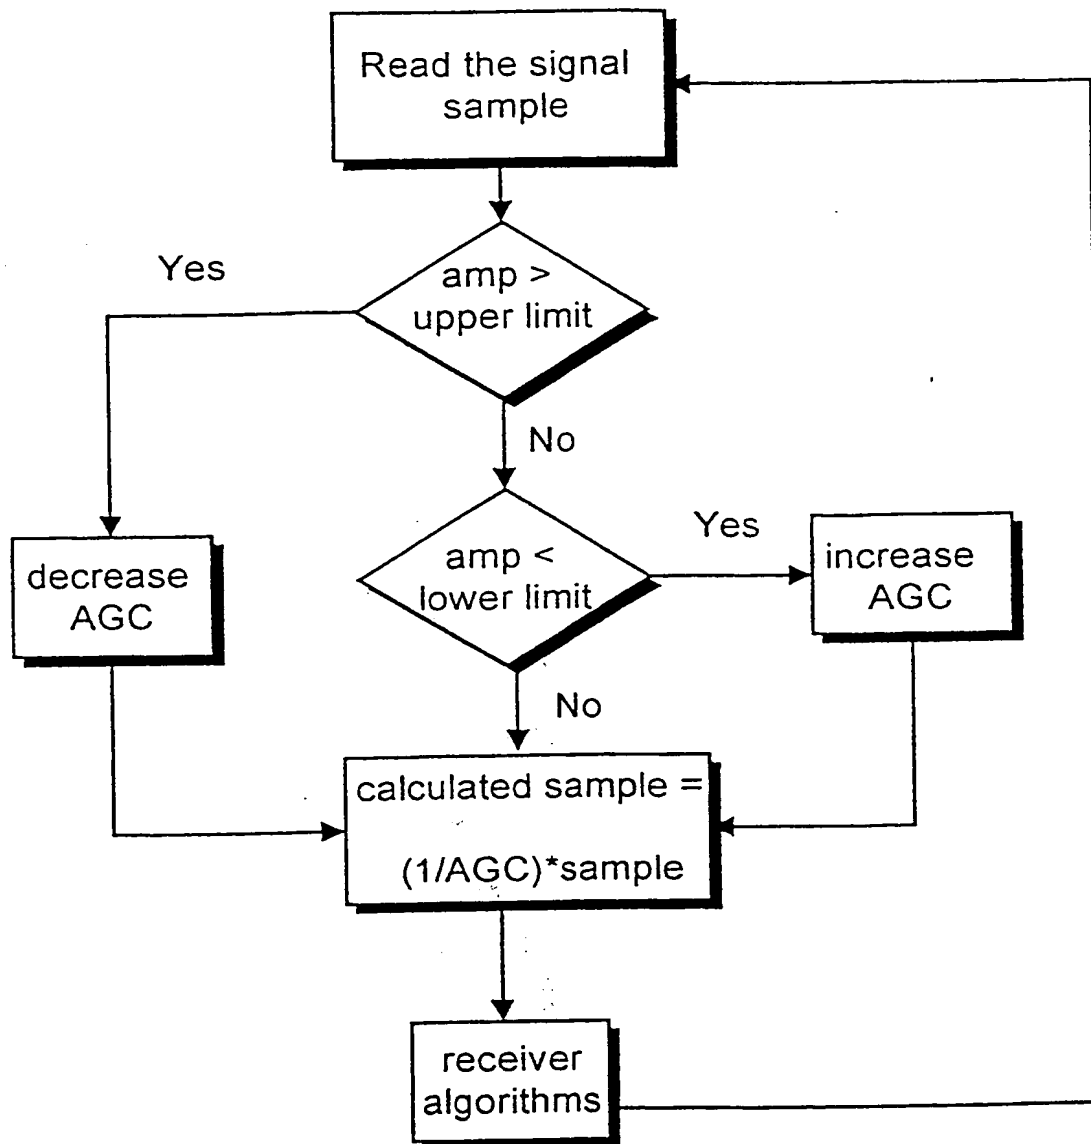 Read the signal
sample
Yes
amp >
upper limit
No
decrease
AGC
amp <
lower limit
Yes
increase
AGC
No
calculated sample =
(1/AGC)*sample
receiver
algorithms